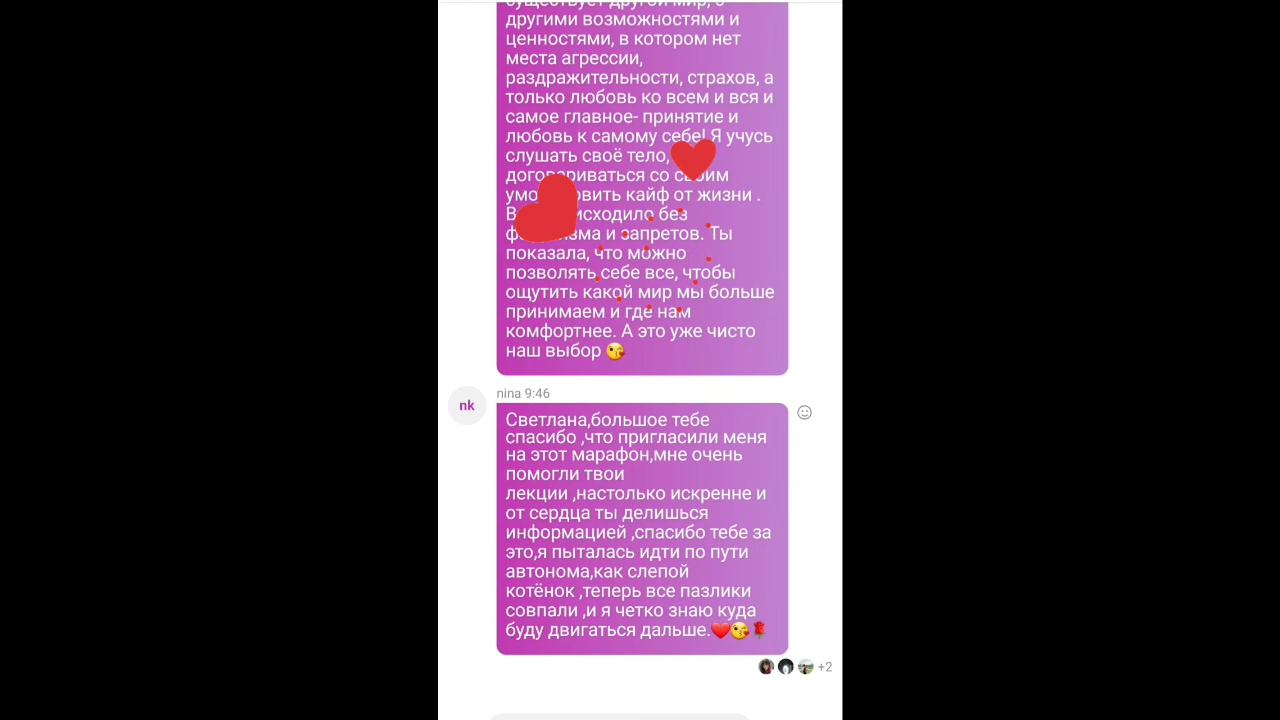 другими возможностями и
ценностями, в котором нет
места агрессии,
раздражительности, страхов, а
только любовь ко всем и вся и
самое главное- принятие и
любовь к самому себе! Я учусь
слушать своё тело,
договариваться со своим
кайф от жизни .
без
и запретов. Ты
показала, что можно
позволять себе все, чтобы
ощутить какой мир мы больше
принимаем и где нам
комфортнее. А это уже чисто
наш выбор 😘
nk
nina 9:46
Светлана,большое тебе
спасибо ,что пригласили меня
на этот марафон,мне очень
помогли твои
лекции ,настолько искренне и
от сердца ты делишься
информацией ,спасибо тебе за
это,я пыталась идти по пути
автонома,как слепой
котёнок ,теперь все пазлики
совпали ,и я четко знаю куда
буду двигаться дальше.❤️😘🌹
+2